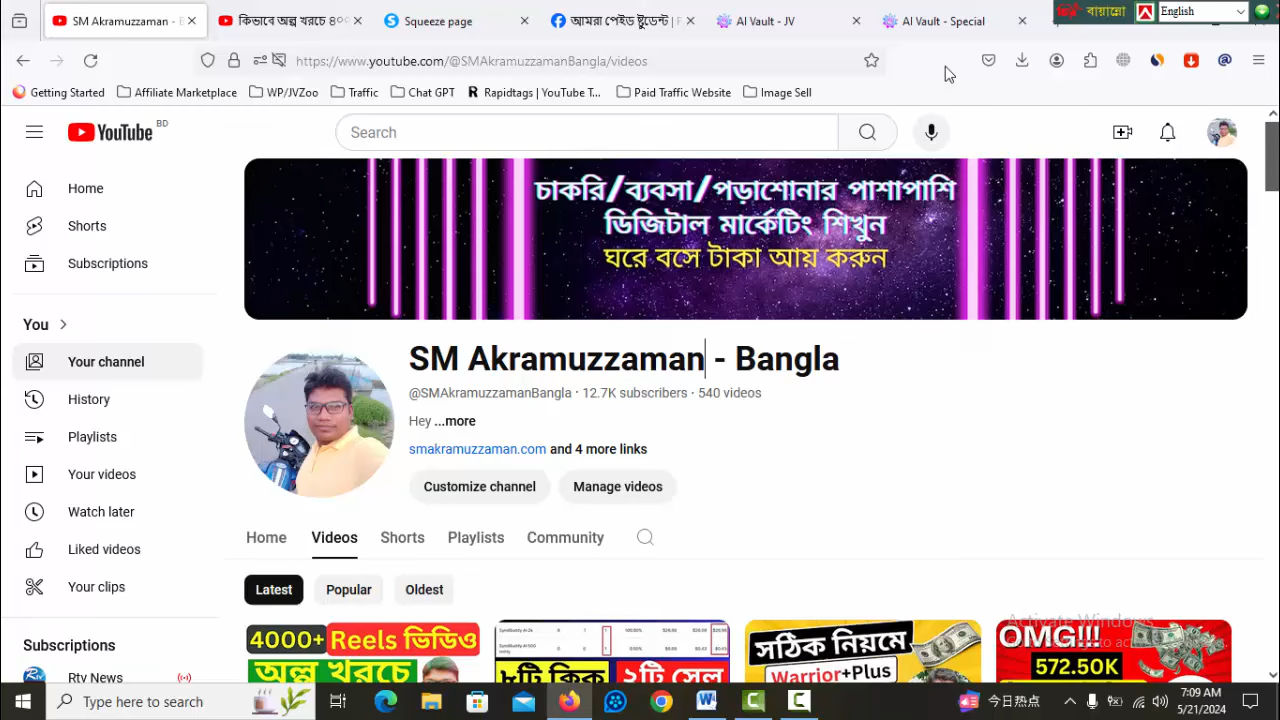 SM Akramuzzaman - B
কিভাবে অল্প খরচে ৪০
Squeeze page
আমরা পেইড ষ্টুডেন্ট | F
AI Vault - JV
AI Vault - Special
বায়ান্নো
English
https://www.youtube.com/@SMAkramuzzamanBangla/videos
Getting Started
Affiliate Marketplace
WP/JVZoo
Traffic
Chat GPT
Rapidtags | YouTube T...
Paid Traffic Website
Image Sell
YouTube BD
Search
Home
Shorts
Subscriptions
You
Your channel
History
Playlists
Your videos
Watch later
Liked videos
Your clips
Subscriptions
Rtv News
চাকরি/ব্যবসা/পড়াশোনার পাশাপাশি
ডিজিটাল মার্কেটিং শিখুন
ঘরে বসে টাকা আয় করুন
SM Akramuzzaman - Bangla
@SMAkramuzzamanBangla · 12.7K subscribers · 540 videos
Hey ...more
smakramuzzaman.com and 4 more links
Customize channel
Manage videos
Home
Videos
Shorts
Playlists
Community
Latest
Popular
Oldest
4000+ Reels ভিডিও
অল্প খরচে
৮টি ক্লিক ২টি সেল
সঠিক নিয়মে
Warrior+Plus
OMG!!!
572.50K
Activate Windows
Type here to search
今日热点
7:09 AM
5/21/2024